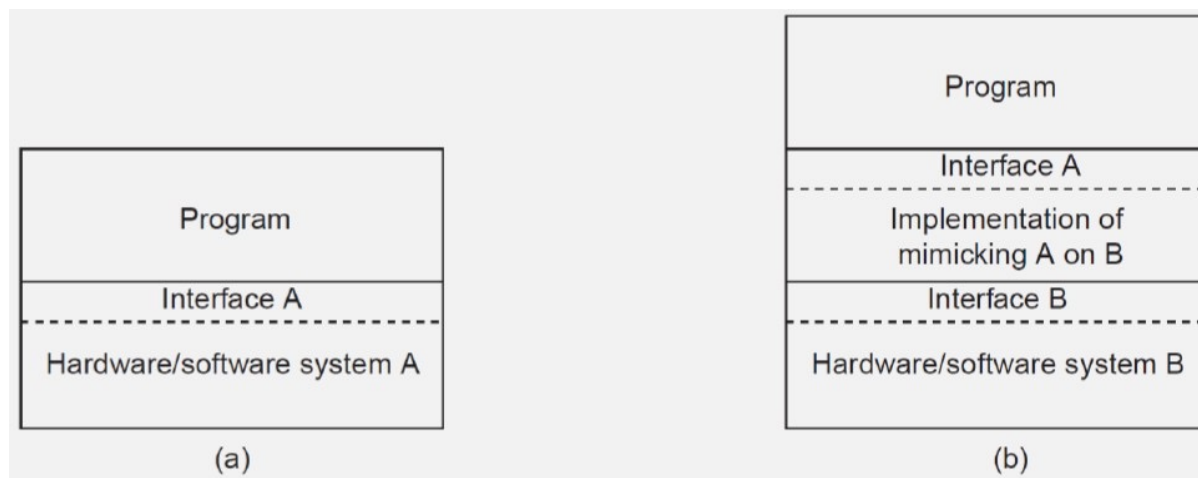 Program
Interface A
Hardware/software system A
(a)
Program
Interface A
Implementation of
mimicking A on B
Interface B
Hardware/software system B
(b)